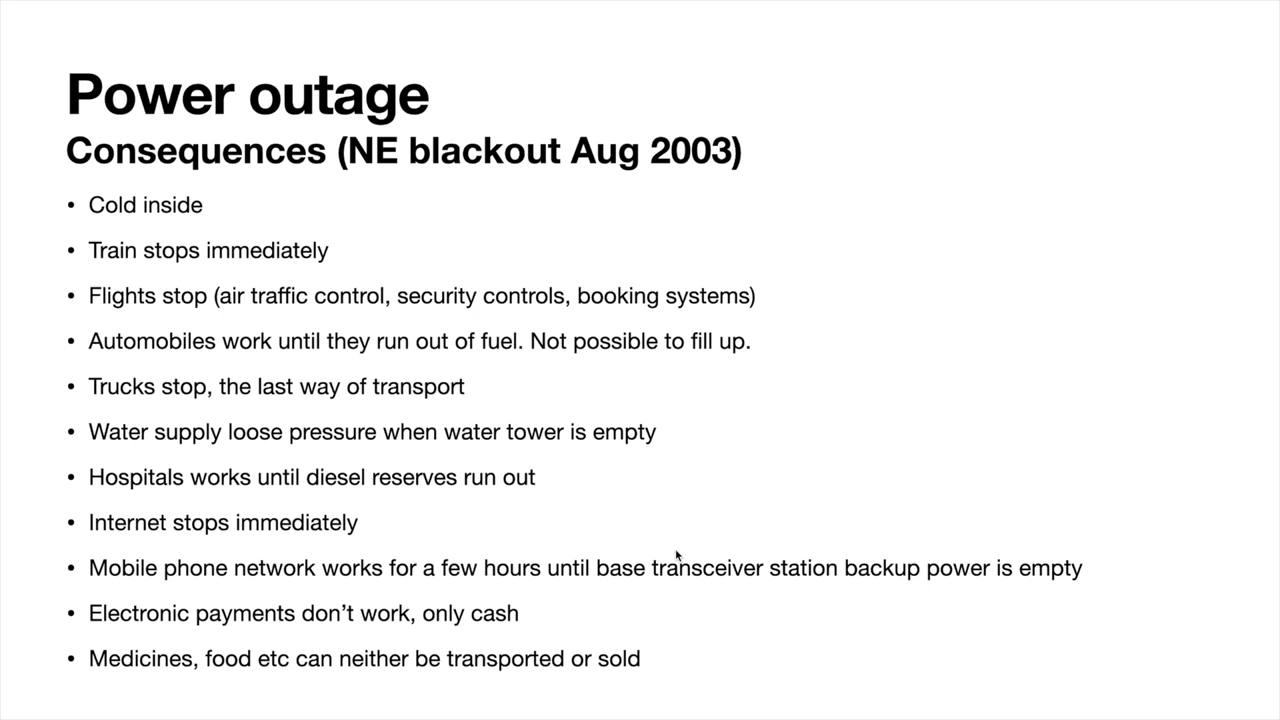 Power outage
Consequences (NE blackout Aug 2003)
• Cold inside
• Train stops immediately
• Flights stop (air traffic control, security controls, booking systems)
• Automobiles work until they run out of fuel. Not possible to fill up.
• Trucks stop, the last way of transport
• Water supply loose pressure when water tower is empty
• Hospitals works until diesel reserves run out
• Internet stops immediately
• Mobile phone network works for a few hours until base transceiver station backup power is empty
• Electronic payments don’t work, only cash
• Medicines, food etc can neither be transported or sold